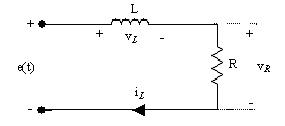 L
+ + - +
v_L
e(t) R v_R
i_L
- -